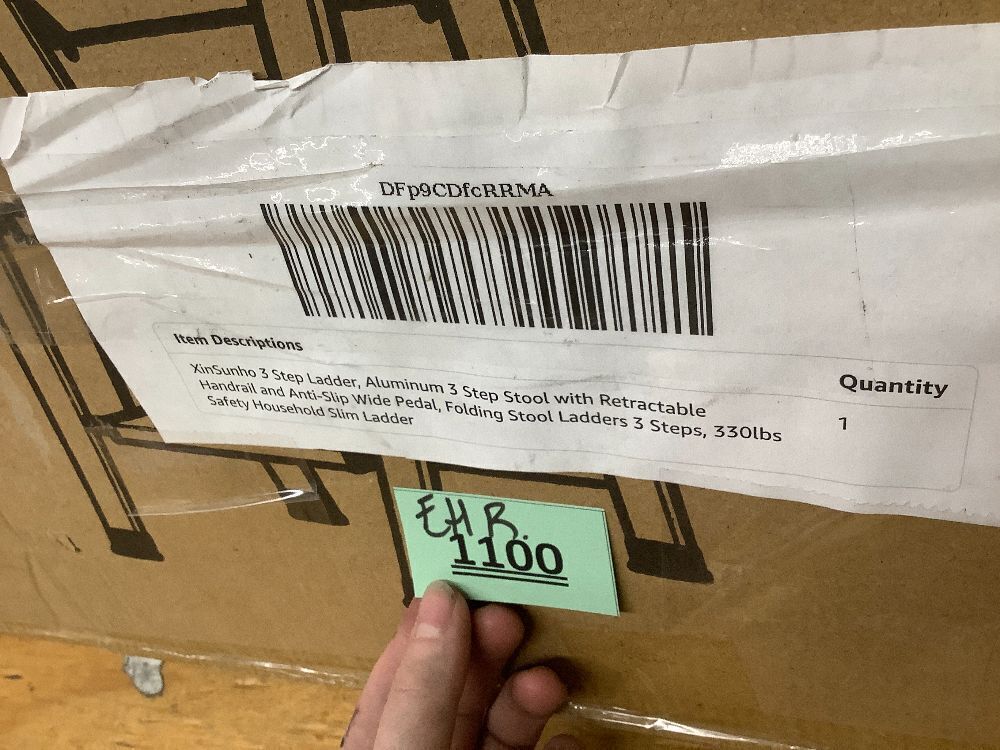 DFp9CDfcRRMA
Item Descriptions
Quantity
XinSunho 3 Step Ladder, Aluminum 3 Step Stool with Retractable
Handrail and Anti-Slip Wide Pedal, Folding Stool Ladders 3 Steps, 330lbs
Safety Household Slim Ladder
1
EHR.
1100